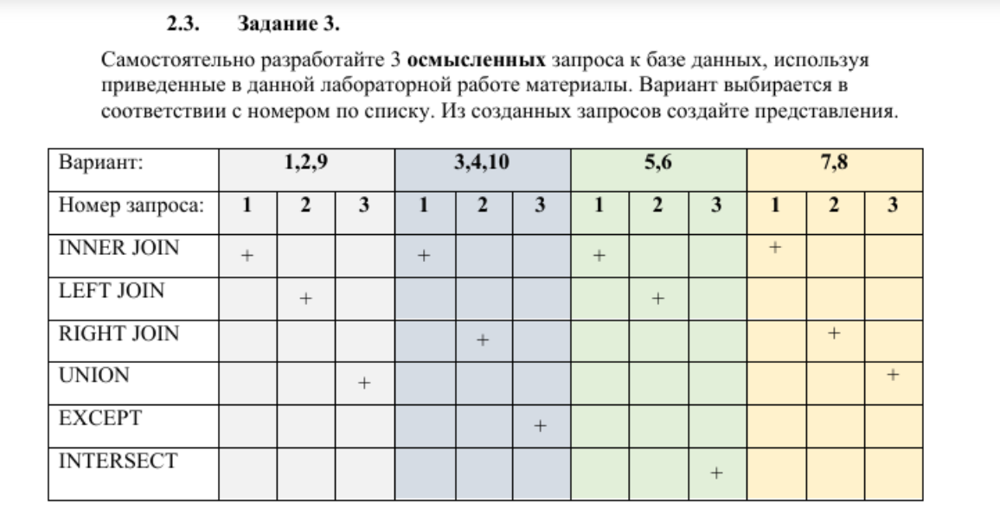 2.3. Задание 3.
Самостоятельно разработайте 3 осмысленных запроса к базе данных, используя
приведенные в данной лабораторной работе материалы. Вариант выбирается в
соответствии с номером по списку. Из созданных запросов создайте представления.
Вариант: 1,2,9 3,4,10 5,6 7,8
Номер запроса: 1 2 3 1 2 3 1 2 3 1 2 3
INNER JOIN + + + +
LEFT JOIN + +
RIGHT JOIN + +
UNION + +
EXCEPT +
INTERSECT +